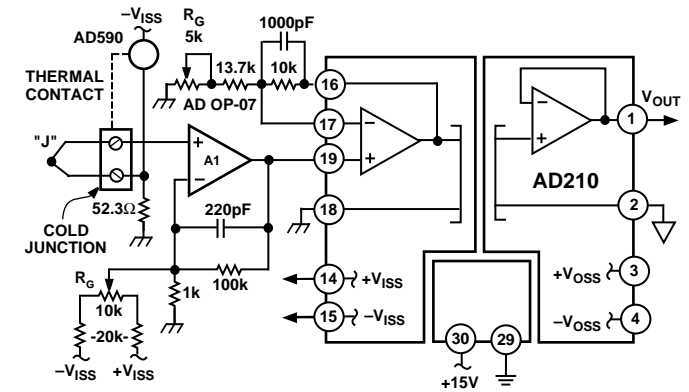 –VISS
AD590
RG
5k
1000pF
13.7k
10k
16
THERMAL
CONTACT
AD OP-07
17
–
+
1
VOUT
"J"
+
A1
–
19
–
+
AD210
18
2
52.3Ω
220pF
COLD
JUNCTION
RG
10k
1k
100k
14
+VISS
+VOSS
3
-20k-
15
–VISS
–VOSS
4
–VISS
+VISS
30
29
+15V